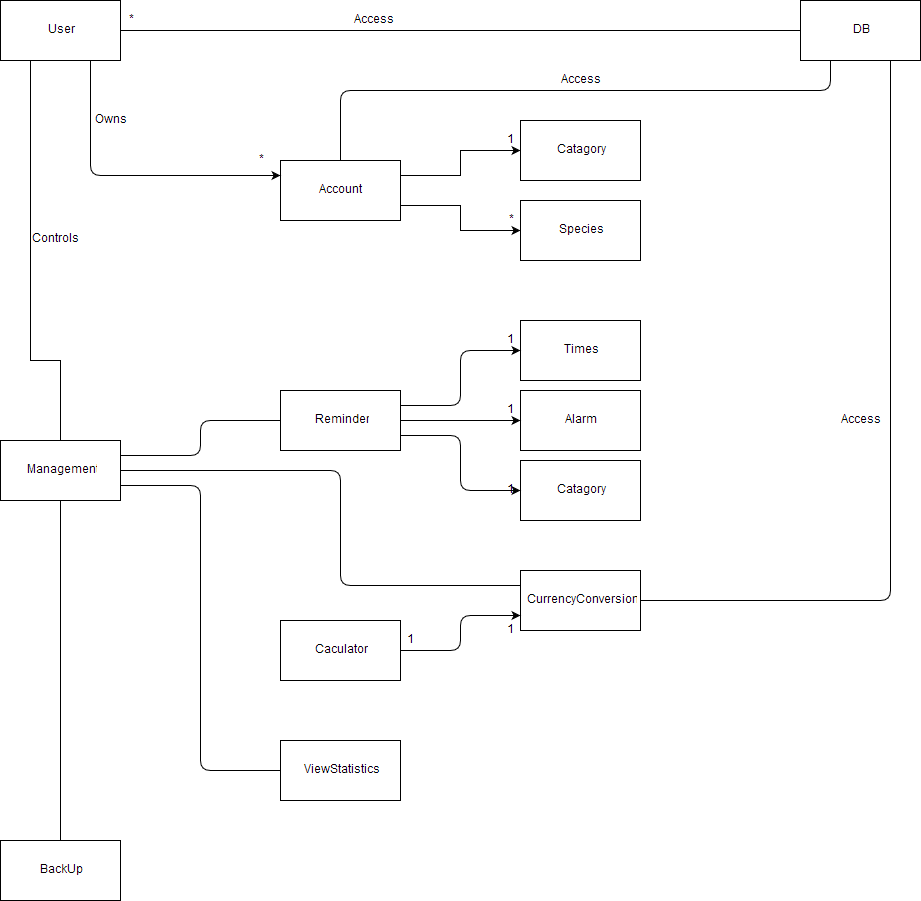 User
*
Access
DB
Access
Owns
*
1
Catagory
Account
*
Species
Controls
1
Times
1
Alarm
Reminder
Access
Management
1
Catagory
CurrencyConversion
1
1
Caculator
ViewStatistics
BackUp